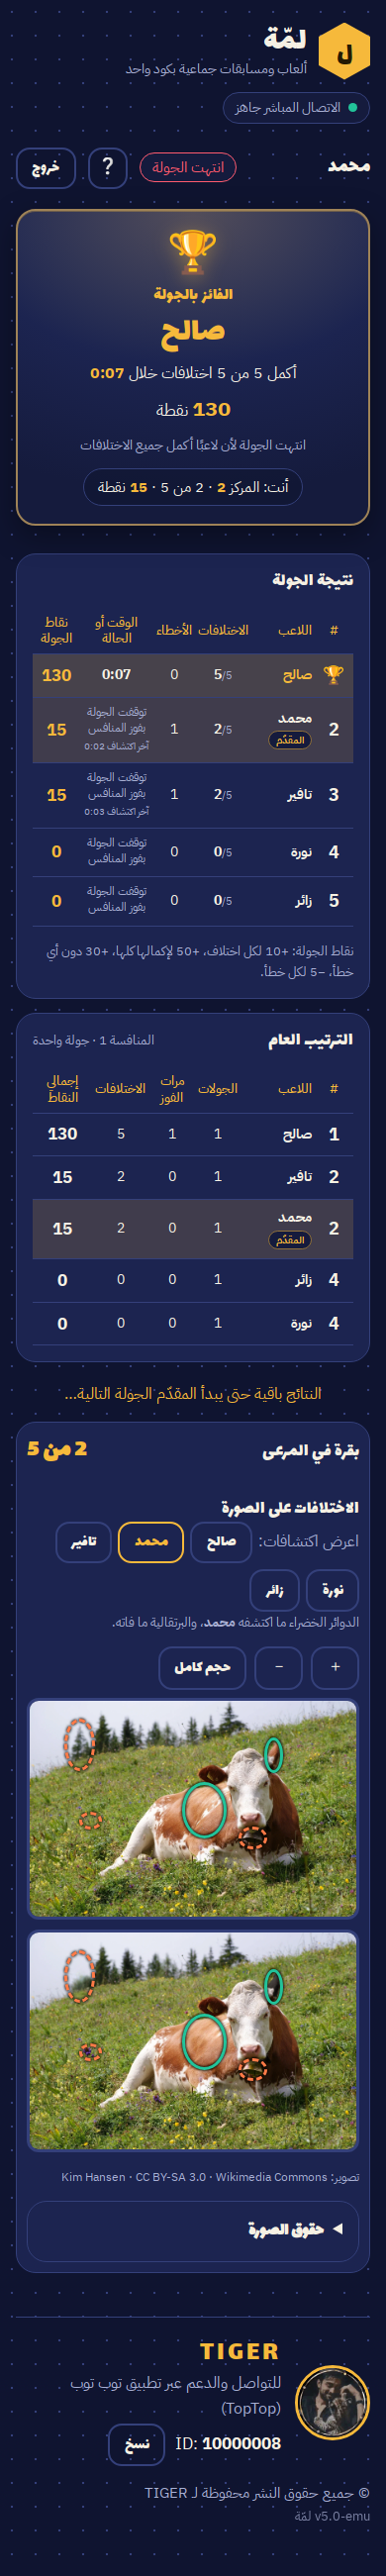 ل
لمّة
ألعاب ومسابقات جماعية بكود واحد
الاتصال المباشر جاهز
محمد
انتهت الجولة
?
خروج
الفائز بالجولة
صالح
أكمل 5 من 5 اختلافات خلال 0:07
130 نقطة
انتهت الجولة لأن لاعبًا أكمل جميع الاختلافات
أنت: المركز 2 · 2 من 5 · 15 نقطة
نتيجة الجولة
# اللاعب الاختلافات الأخطاء الوقت أو الحالة نقاط الجولة
صالح 5/5 0 0:07 130
2 محمد المقدّم 2/5 1 توقفت الجولة بفوز المنافس آخر اكتشاف 0:02 15
3 تافير 2/5 1 توقفت الجولة بفوز المنافس آخر اكتشاف 0:03 15
4 نورة 0/5 0 توقفت الجولة بفوز المنافس 0
5 زائر 0/5 0 توقفت الجولة بفوز المنافس 0
نقاط الجولة: +10 لكل اختلاف، +50 لإكمالها كلها، +30 دون أي
خطأ، −5 لكل خطأ.
الترتيب العام
المنافسة 1 · جولة واحدة
# اللاعب الجولات مرات الفوز الاختلافات إجمالي النقاط
1 صالح 1 1 5 130
2 تافير 1 0 2 15
2 محمد المقدّم 1 0 2 15
4 زائر 1 0 0 0
4 نورة 1 0 0 0
النتائج باقية حتى يبدأ المقدّم الجولة التالية...
بقرة في المرعى
2 من 5
الاختلافات على الصورة
اعرض اكتشافات: صالح محمد تافير
نورة زائر
الدوائر الخضراء ما اكتشفه محمد، والبرتقالية ما فاته.
+ − حجم كامل
تصوير: Kim Hansen · CC BY-SA 3.0 · Wikimedia Commons
◀ حقوق الصورة
TIGER
للتواصل والدعم عبر تطبيق توب توب
(TopTop)
ID: 10000008 نسخ
© جميع حقوق النشر محفوظة لـ TIGER
لمّة v5.0-emu